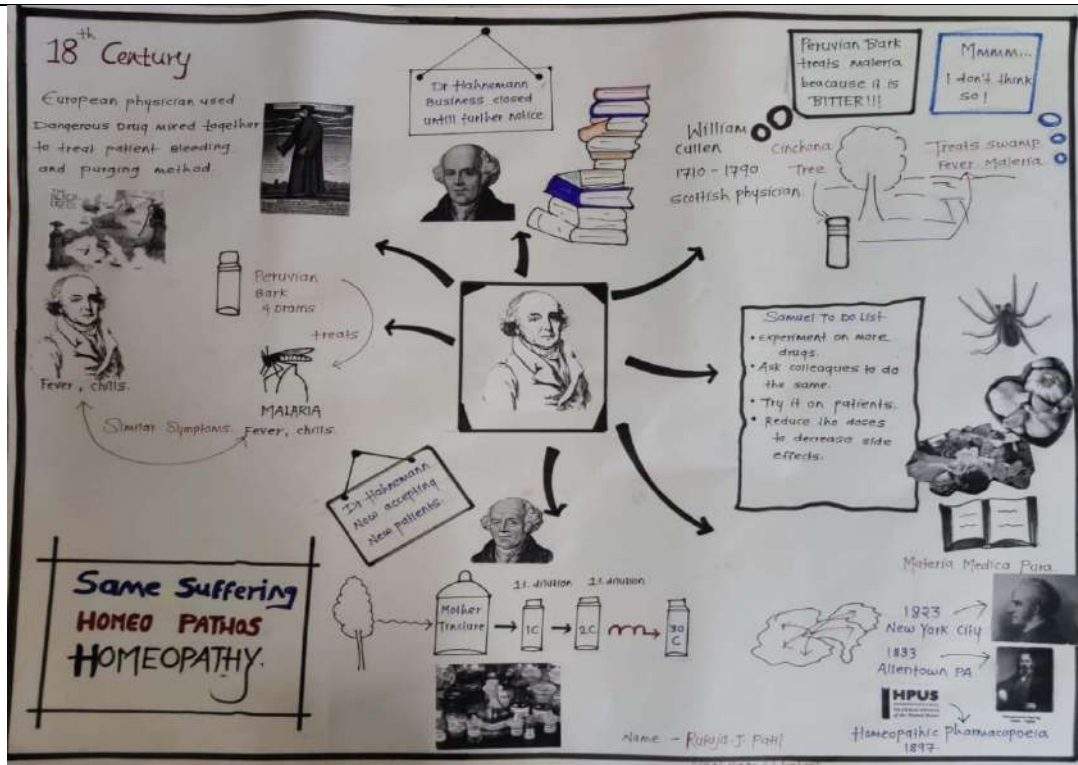 18th Century
European physician used
Dangerous Drug mixed together
to treat patient Bleeding
and purging method.
Peruvian
Bark
4 Drams
treats
Fever, chills.
MALARIA
Fever, chills.
Similar Symptoms.
Dr Hahnemann
Business closed
untill further notice
William
Cullen
1710 - 1790
Scottish physician.
Peruvian Bark
treats maleria
beacause it is
BITTER!!!
Mmmm...
I don't think
so!
Cinchona
Tree
Treats swamp
Fever Maleria.
Samuel To Do List
• Experiment on more
drugs.
• Ask colleagues to do
the same.
• Try it on patients.
• Reduce the doses
to decrease side
effects.
Materia Medica Pura.
Dr Hahnemann
Now accepting
New patients.
Same Suffering
HOMEO PATHOS
HOMEOPATHY.
Mother
Tincture
1:1. dilution
1:1. dilution
1C
2C
30
C
1823
New York City
1833
Allentown PA
HPUS
Homeopathic Pharmacopoeia
1897
Name - Rutuja. J. Patil